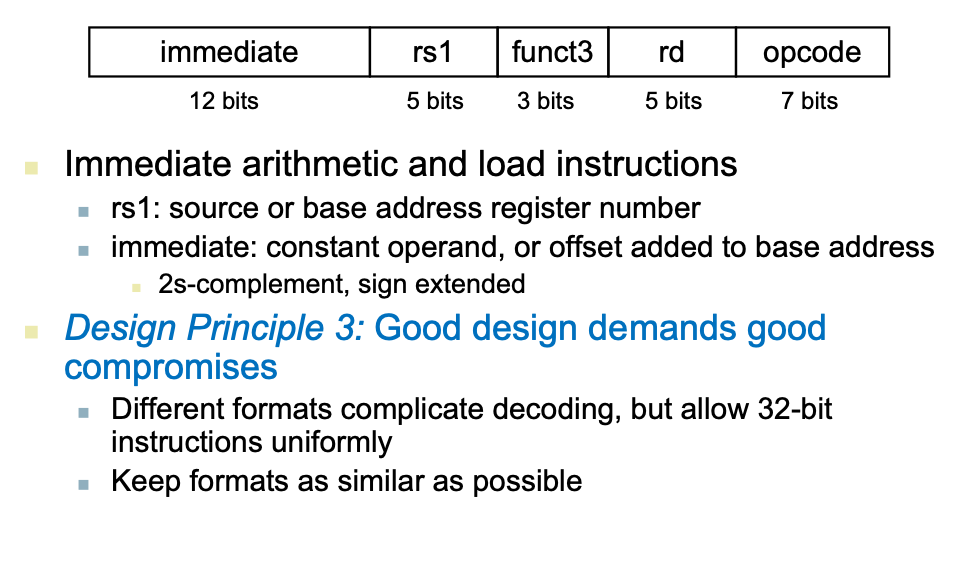 immediate rs1 funct3 rd opcode
12 bits 5 bits 3 bits 5 bits 7 bits
Immediate arithmetic and load instructions
rs1: source or base address register number
immediate: constant operand, or offset added to base address
2s-complement, sign extended
Design Principle 3: Good design demands good
compromises
Different formats complicate decoding, but allow 32-bit
instructions uniformly
Keep formats as similar as possible